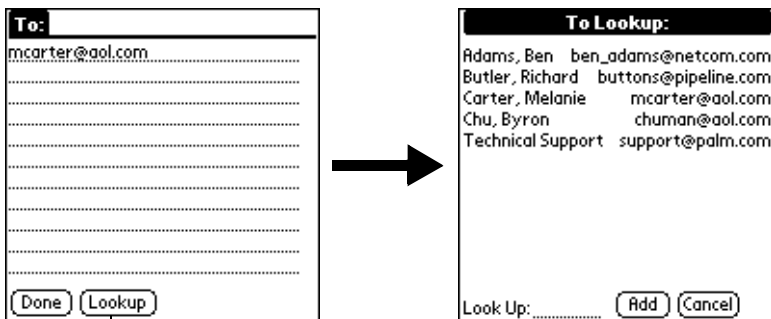 To:
mcarter@aol.com
Done Lookup
To Lookup:
Adams, Ben ben_adams@netcom.com
Butler, Richard buttons@pipeline.com
Carter, Melanie mcarter@aol.com
Chu, Byron chuman@aol.com
Technical Support support@palm.com
Look Up: Add Cancel